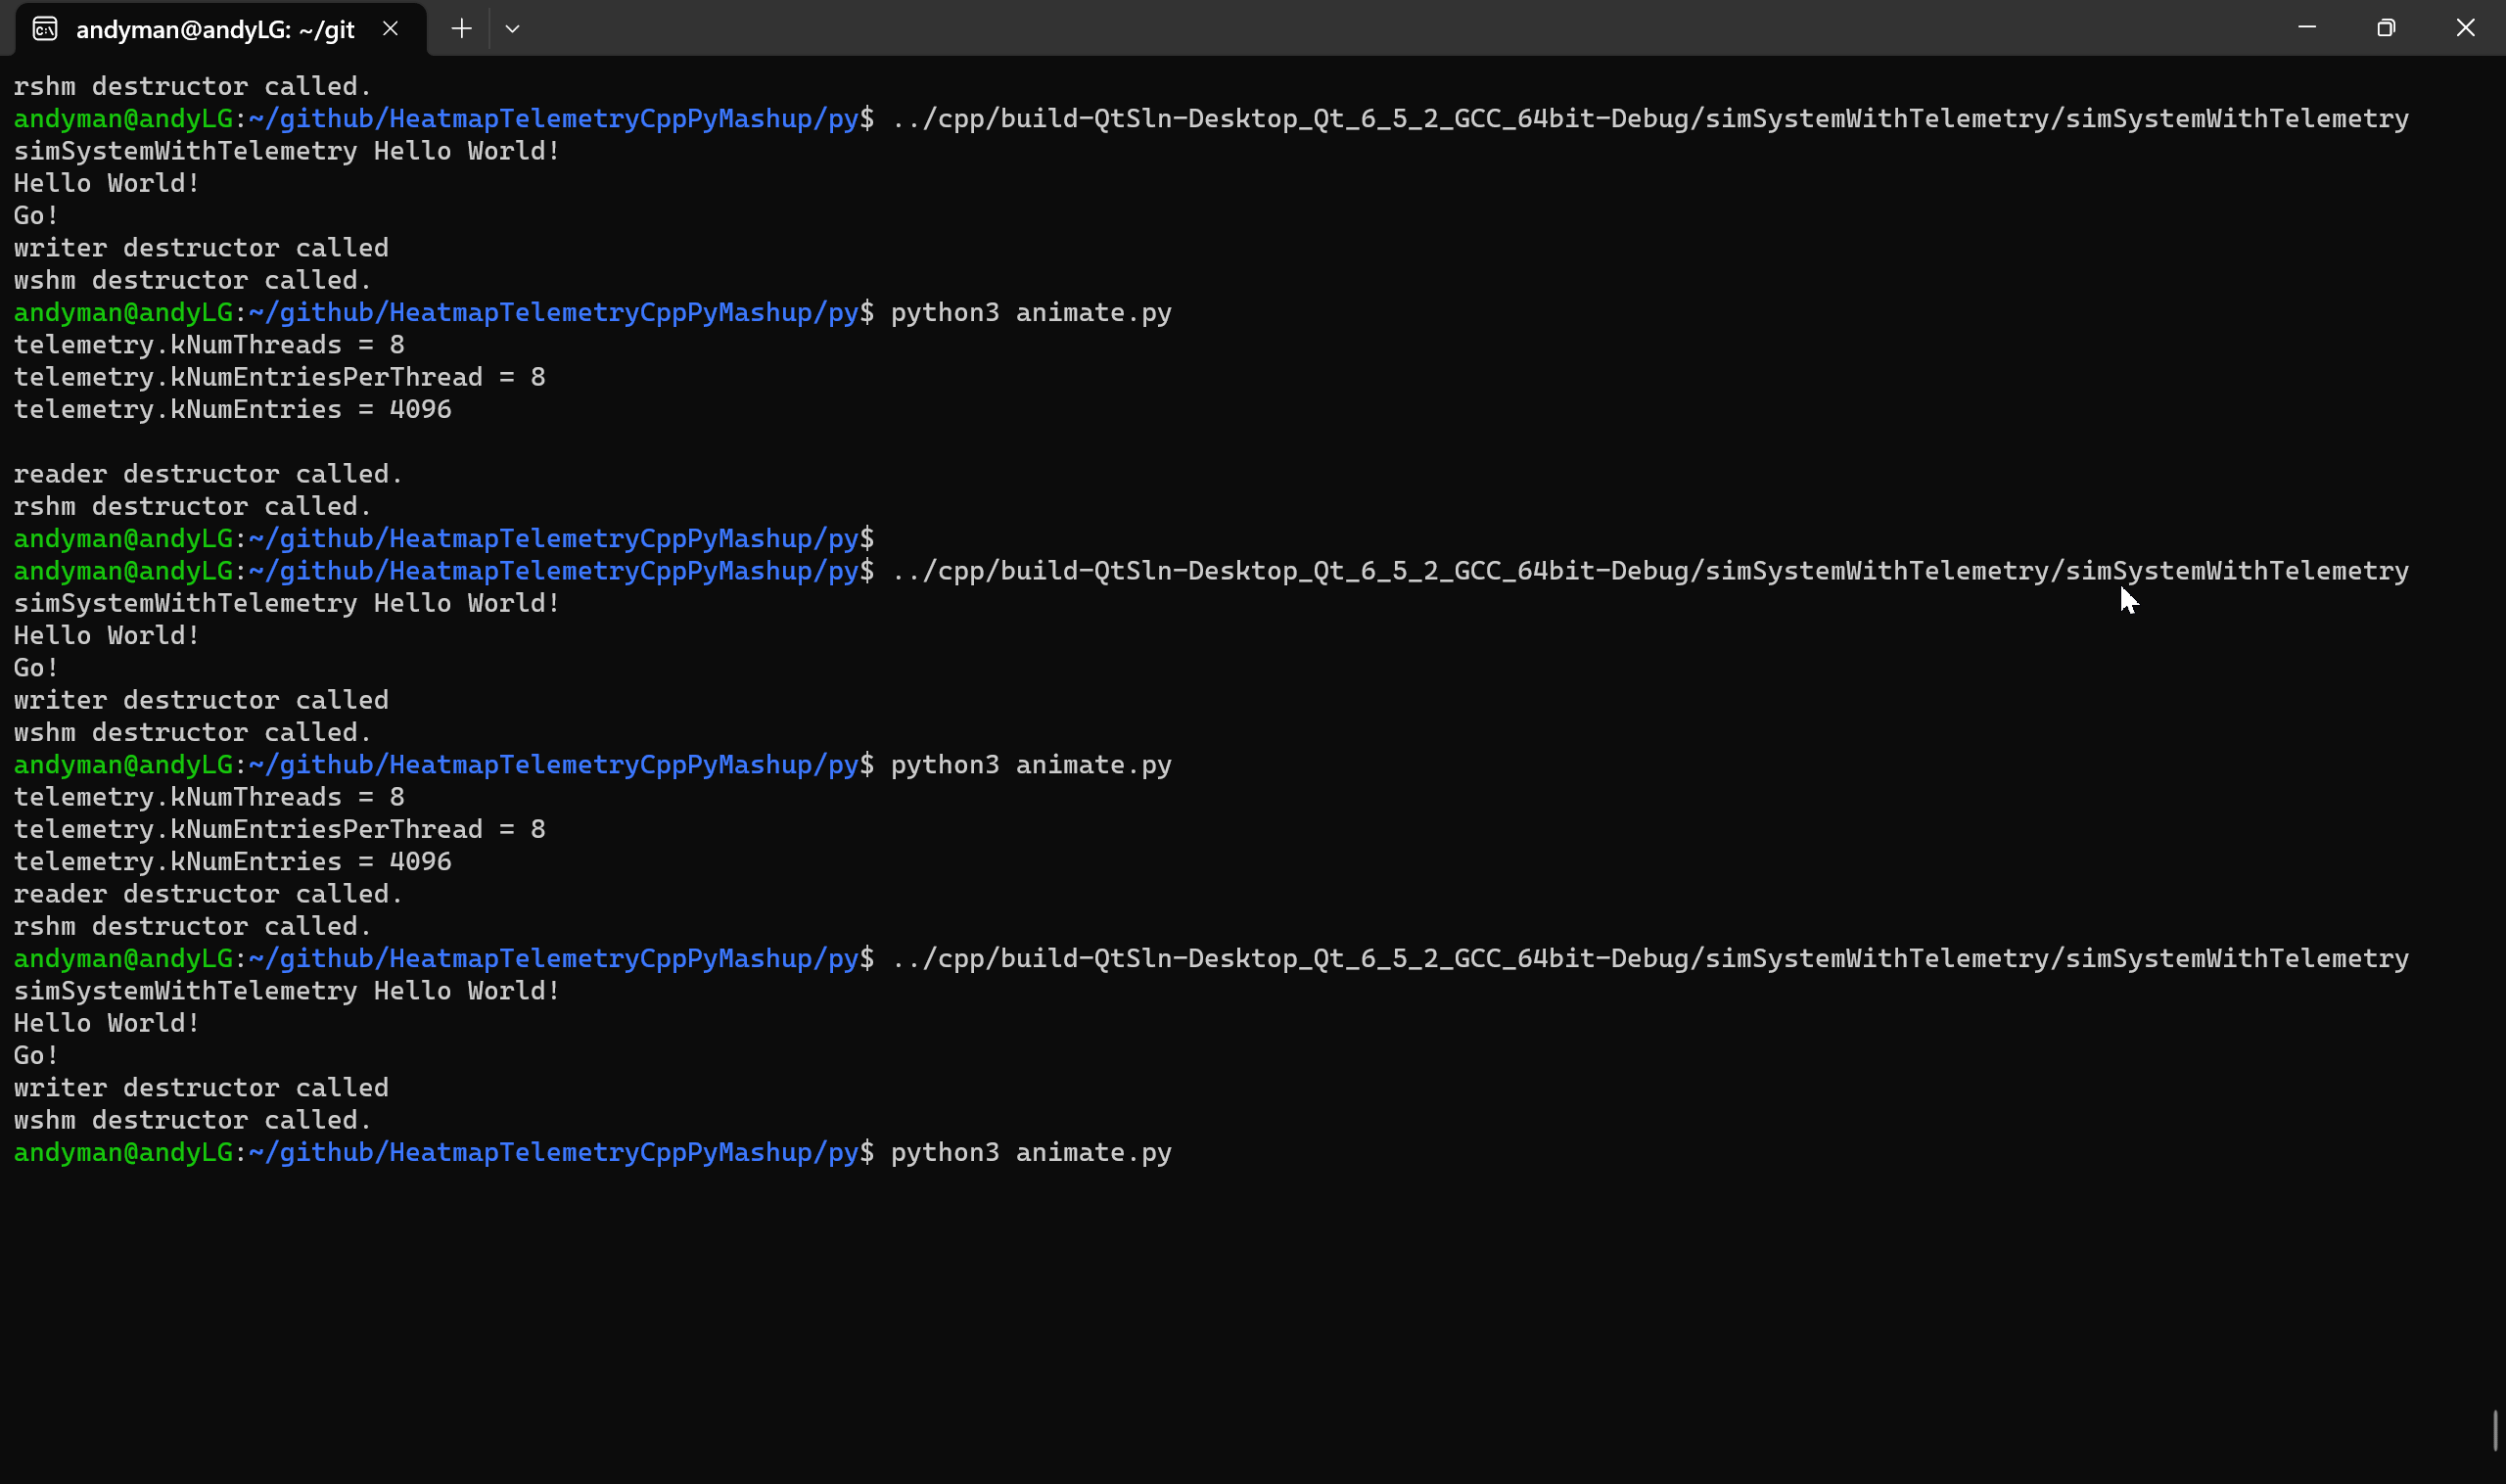 andyman@andyLG: ~/git
rshm destructor called.
andyman@andyLG:~/github/HeatmapTelemetryCppPyMashup/py$ ../cpp/build-QtSln-Desktop_Qt_6_5_2_GCC_64bit-Debug/simSystemWithTelemetry/simSystemWithTelemetry
simSystemWithTelemetry Hello World!
Hello World!
Go!
writer destructor called
wshm destructor called.
andyman@andyLG:~/github/HeatmapTelemetryCppPyMashup/py$ python3 animate.py
telemetry.kNumThreads = 8
telemetry.kNumEntriesPerThread = 8
telemetry.kNumEntries = 4096
reader destructor called.
rshm destructor called.
andyman@andyLG:~/github/HeatmapTelemetryCppPyMashup/py$
andyman@andyLG:~/github/HeatmapTelemetryCppPyMashup/py$ ../cpp/build-QtSln-Desktop_Qt_6_5_2_GCC_64bit-Debug/simSystemWithTelemetry/simSystemWithTelemetry
simSystemWithTelemetry Hello World!
Hello World!
Go!
writer destructor called
wshm destructor called.
andyman@andyLG:~/github/HeatmapTelemetryCppPyMashup/py$ python3 animate.py
telemetry.kNumThreads = 8
telemetry.kNumEntriesPerThread = 8
telemetry.kNumEntries = 4096
reader destructor called.
rshm destructor called.
andyman@andyLG:~/github/HeatmapTelemetryCppPyMashup/py$ ../cpp/build-QtSln-Desktop_Qt_6_5_2_GCC_64bit-Debug/simSystemWithTelemetry/simSystemWithTelemetry
simSystemWithTelemetry Hello World!
Hello World!
Go!
writer destructor called
wshm destructor called.
andyman@andyLG:~/github/HeatmapTelemetryCppPyMashup/py$ python3 animate.py